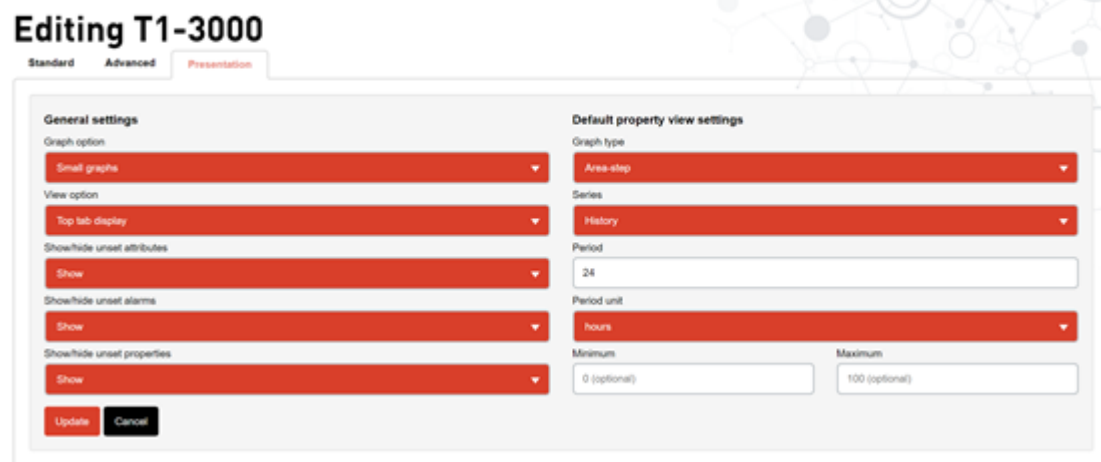 Editing T1-3000
Standard Advanced Presentation
General settings
Graph option
Small graphs
View option
Top tab display
Show/hide unset attributes
Show
Show/hide unset alarms
Show
Show/hide unset properties
Show
Update Cancel
Default property view settings
Graph type
Area-step
Series
History
Period
24
Period unit
hours
Minimum Maximum
0 (optional) 100 (optional)